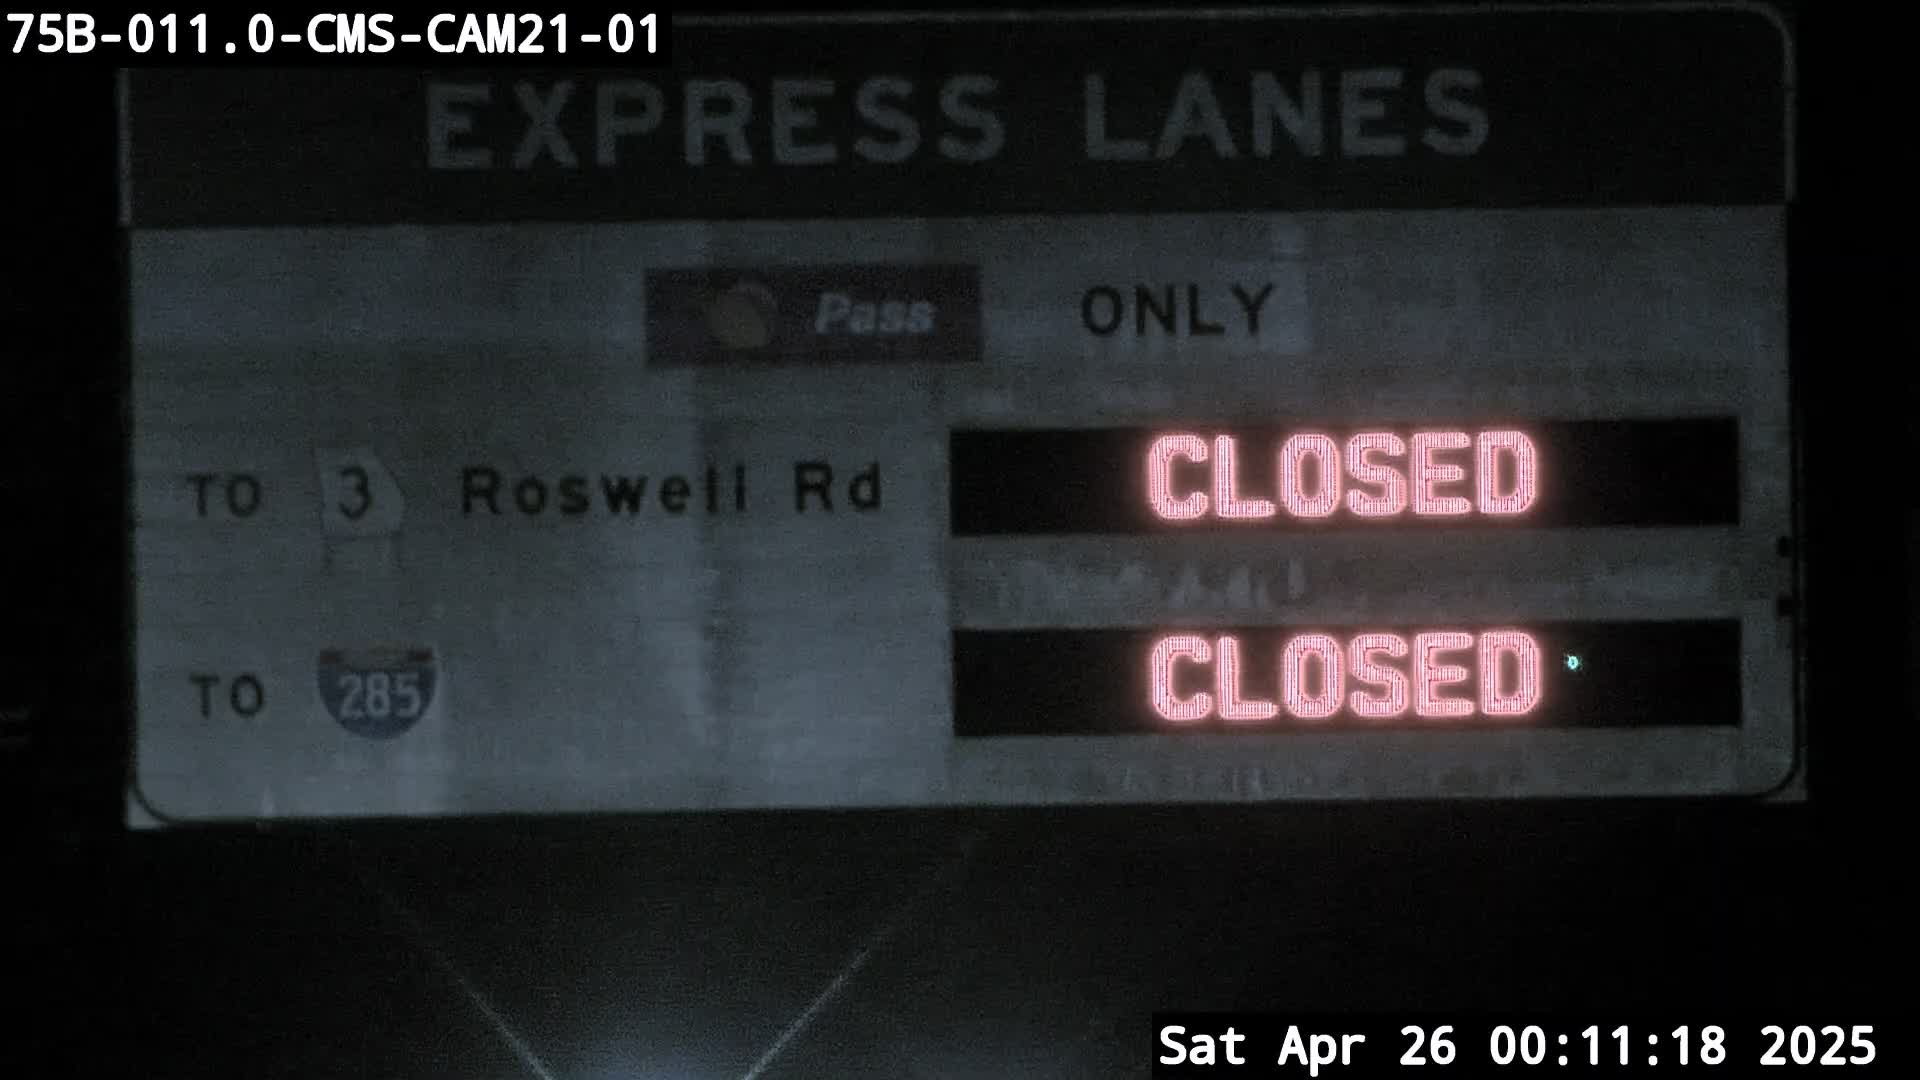 75B-011.0-CMS-CAM21-01
EXPRESS LANES
Pass ONLY
TO 3 Roswell Rd CLOSED
TO 285 CLOSED
Sat Apr 26 00:11:18 2025